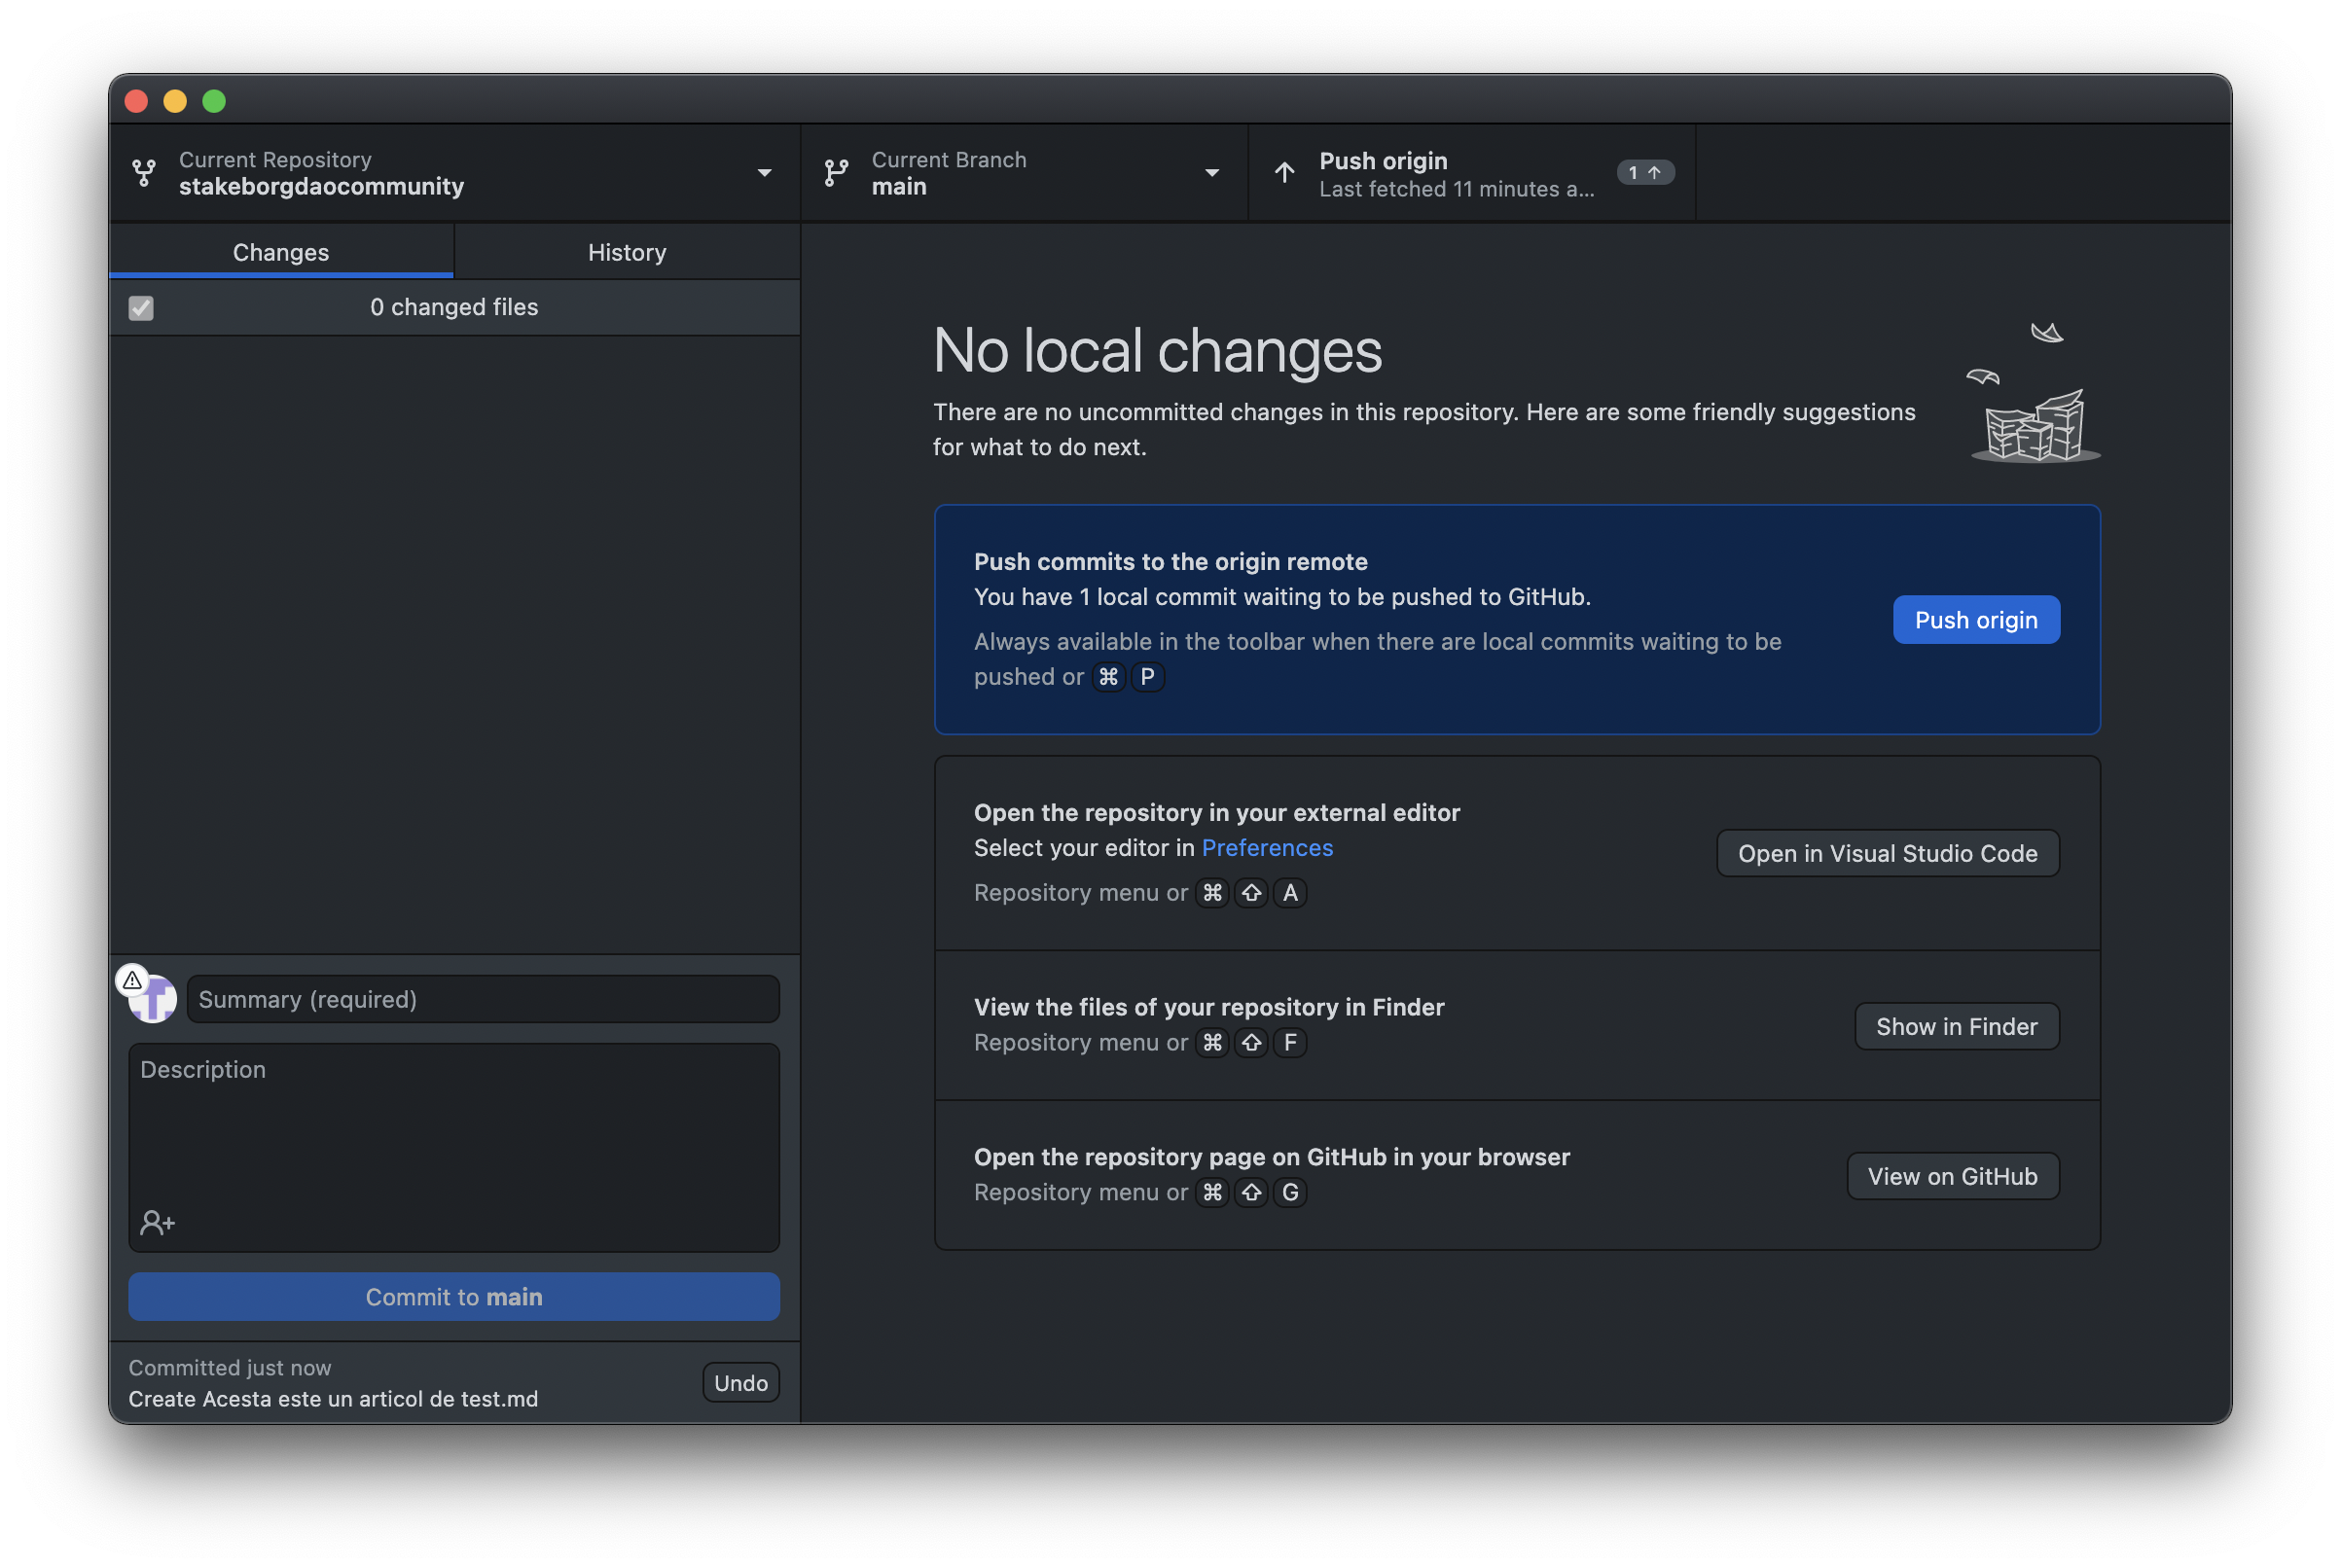 Current Repository
stakeborgdaocommunity
Current Branch
main
Push origin
Last fetched 11 minutes a...
1
Changes
History
0 changed files
No local changes
There are no uncommitted changes in this repository. Here are some friendly suggestions
for what to do next.
Push commits to the origin remote
You have 1 local commit waiting to be pushed to GitHub.
Always available in the toolbar when there are local commits waiting to be
pushed or ⌘ P
Push origin
Open the repository in your external editor
Select your editor in Preferences
Repository menu or ⌘ ⇧ A
Open in Visual Studio Code
View the files of your repository in Finder
Repository menu or ⌘ ⇧ F
Show in Finder
Open the repository page on GitHub in your browser
Repository menu or ⌘ ⇧ G
View on GitHub
Summary (required)
Description
Commit to main
Committed just now
Create Acesta este un articol de test.md
Undo